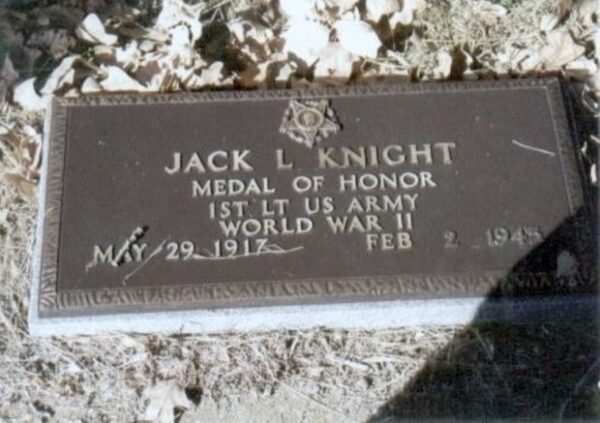 JACK L KNIGHT
MEDAL OF HONOR
1ST LT US ARMY
WORLD WAR II
MAY 29 1917 FEB 2 1945